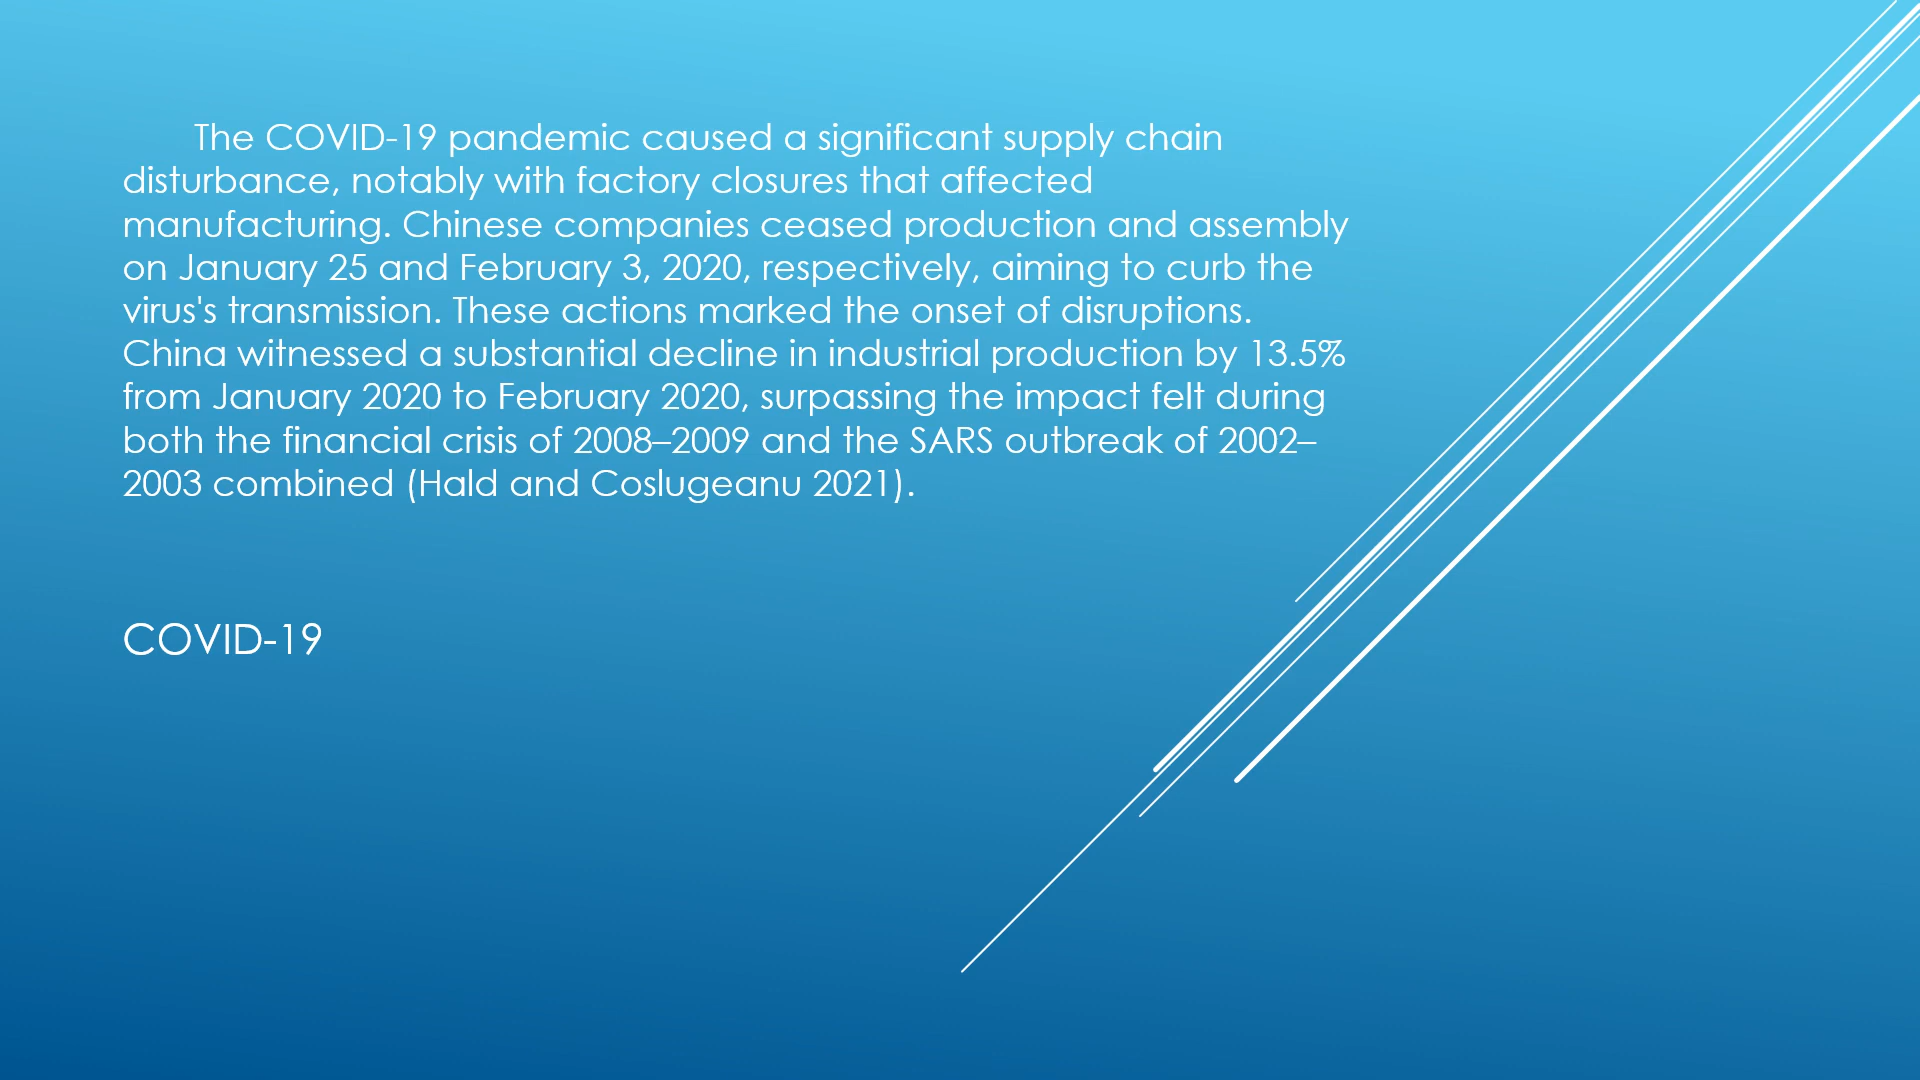 The COVID-19 pandemic caused a significant supply chain
disturbance, notably with factory closures that affected
manufacturing. Chinese companies ceased production and assembly
on January 25 and February 3, 2020, respectively, aiming to curb the
virus's transmission. These actions marked the onset of disruptions.
China witnessed a substantial decline in industrial production by 13.5%
from January 2020 to February 2020, surpassing the impact felt during
both the financial crisis of 2008–2009 and the SARS outbreak of 2002–
2003 combined (Hald and Coslugeanu 2021).
COVID-19